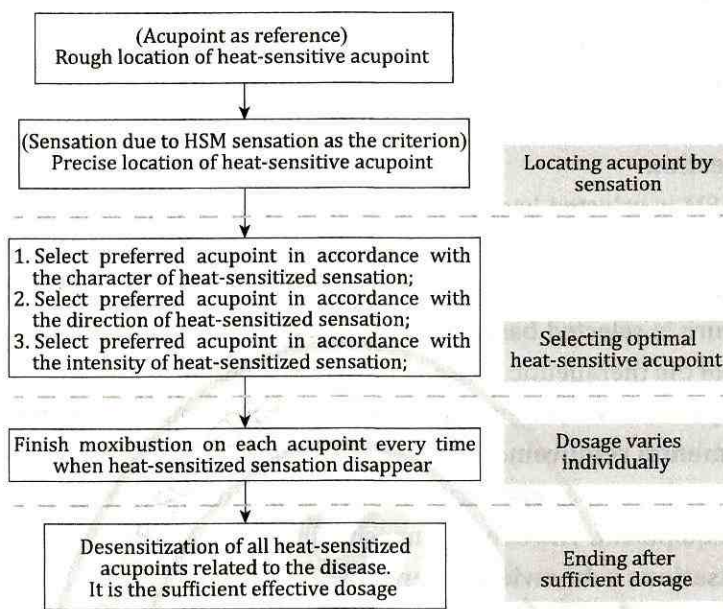 (Acupoint as reference)
Rough location of heat-sensitive acupoint
(Sensation due to HSM sensation as the criterion)
Precise location of heat-sensitive acupoint
Locating acupoint by
sensation
1. Select preferred acupoint in accordance with
the character of heat-sensitized sensation;
2. Select preferred acupoint in accordance with
the direction of heat-sensitized sensation;
3. Select preferred acupoint in accordance with
the intensity of heat-sensitized sensation;
Selecting optimal
heat-sensitive acupoint
Finish moxibustion on each acupoint every time
when heat-sensitized sensation disappear
Dosage varies
individually
Desensitization of all heat-sensitized
acupoints related to the disease.
It is the sufficient effective dosage
Ending after
sufficient dosage